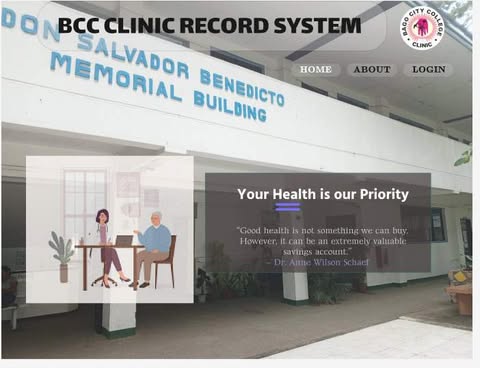 BCC CLINIC RECORD SYSTEM
BAGO CITY COLLEGE
CLINIC
DON SALVADOR BENEDICTO
MEMORIAL BUILDING
HOME ABOUT LOGIN
Your Health is our Priority
"Good health is not something we can buy.
However, it can be an extremely valuable
savings account."
– Dr. Anne Wilson Schaef